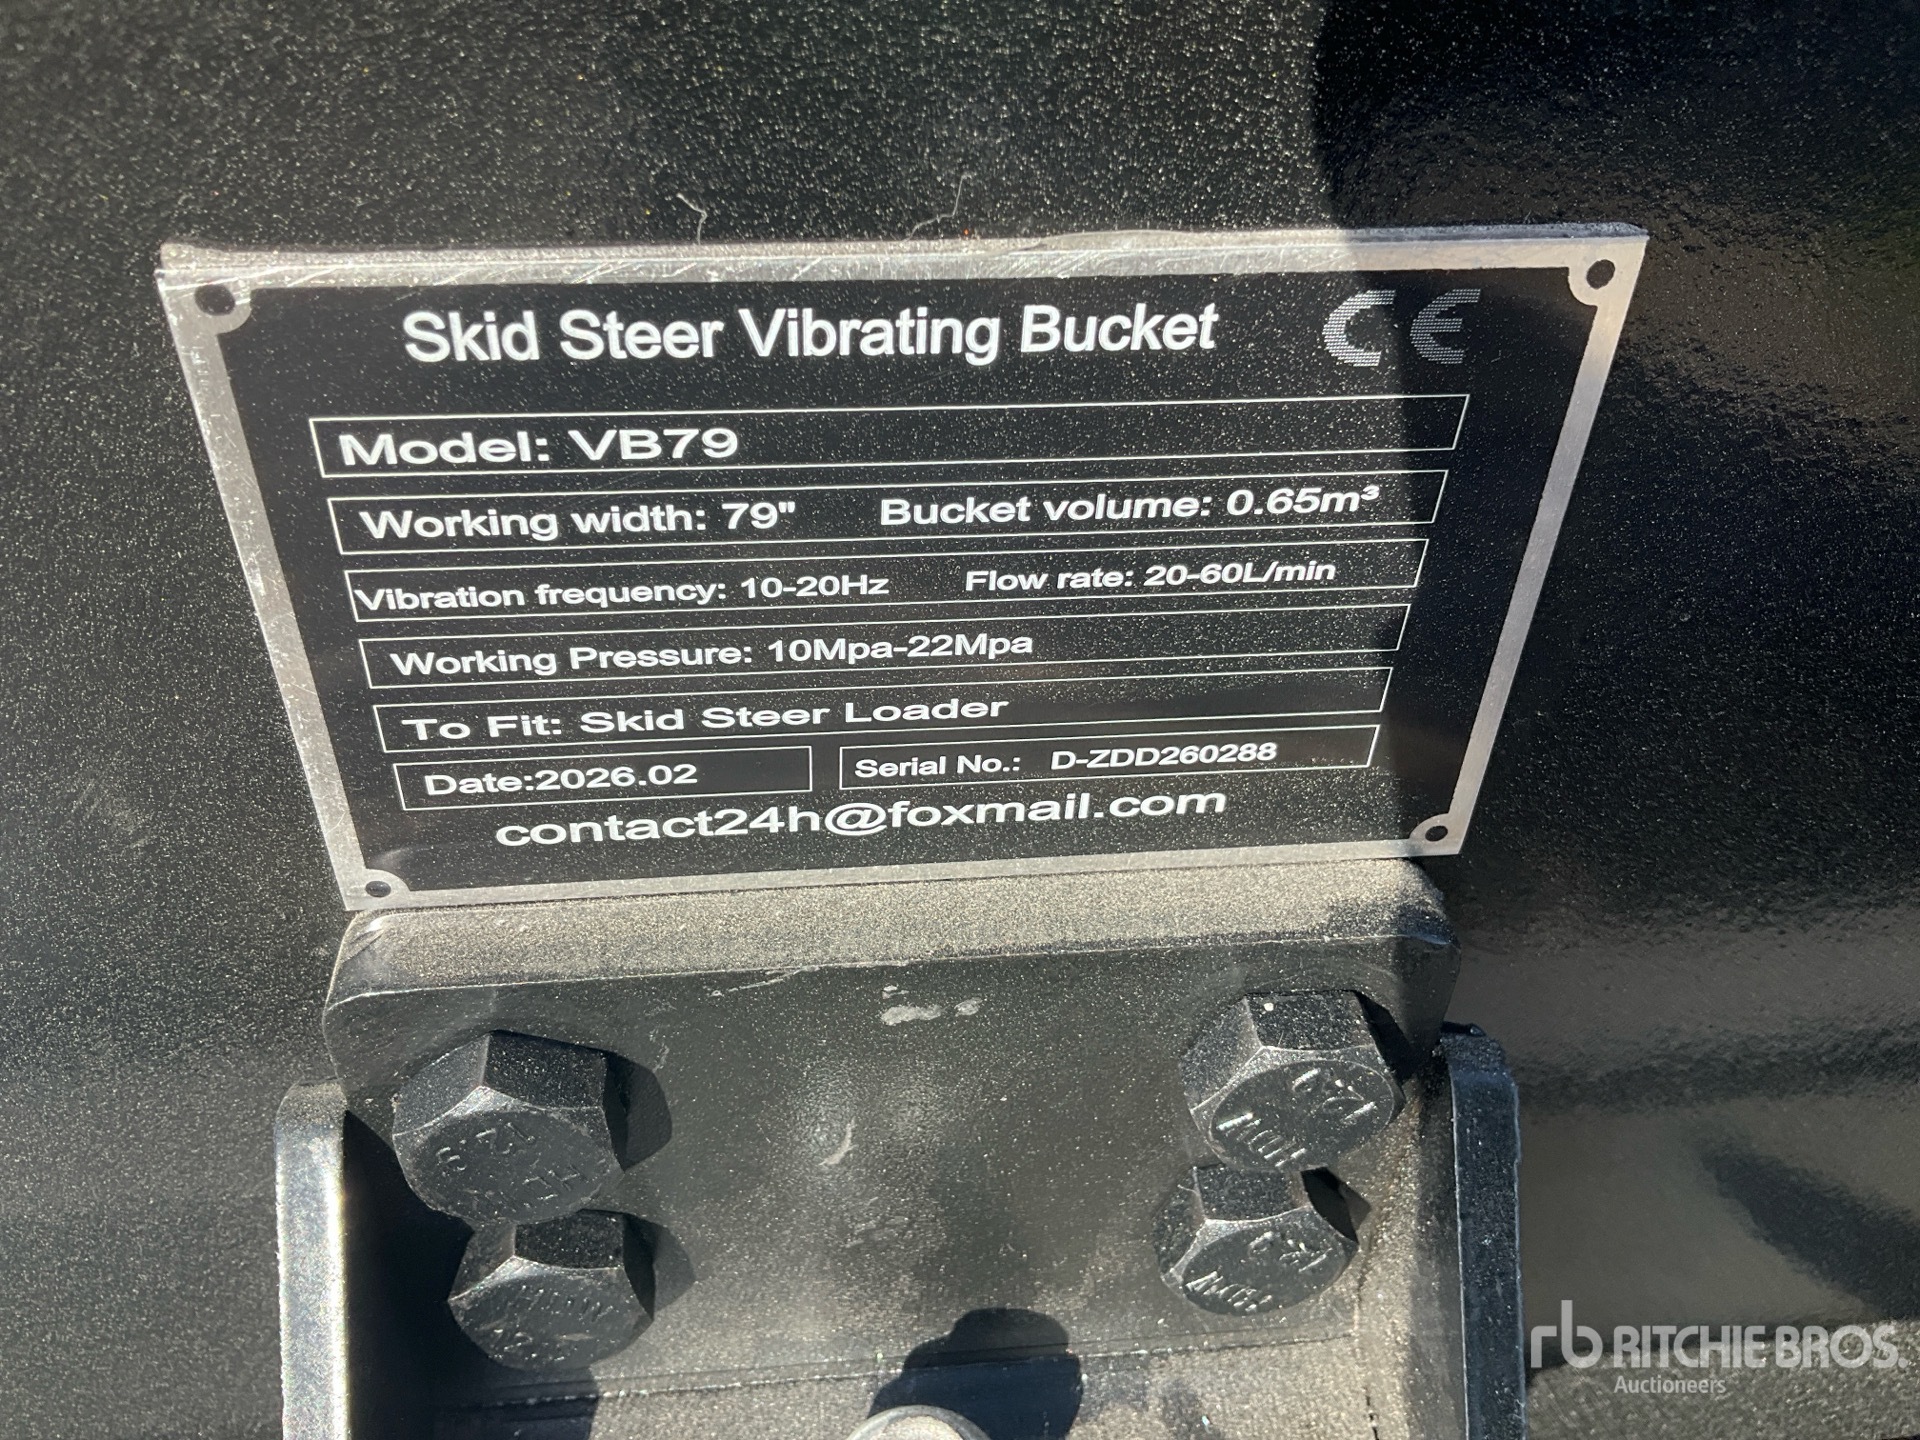 Skid Steer Vibrating Bucket CE
Model: VB79
Working width: 79" Bucket volume: 0.65m³
Vibration frequency: 10-20Hz Flow rate: 20-60L/min
Working Pressure: 10Mpa-22Mpa
To Fit: Skid Steer Loader
Date:2026.02 Serial No.: D-ZDD260288
contact24h@foxmail.com
rb RITCHIE BROS.
Auctioneers